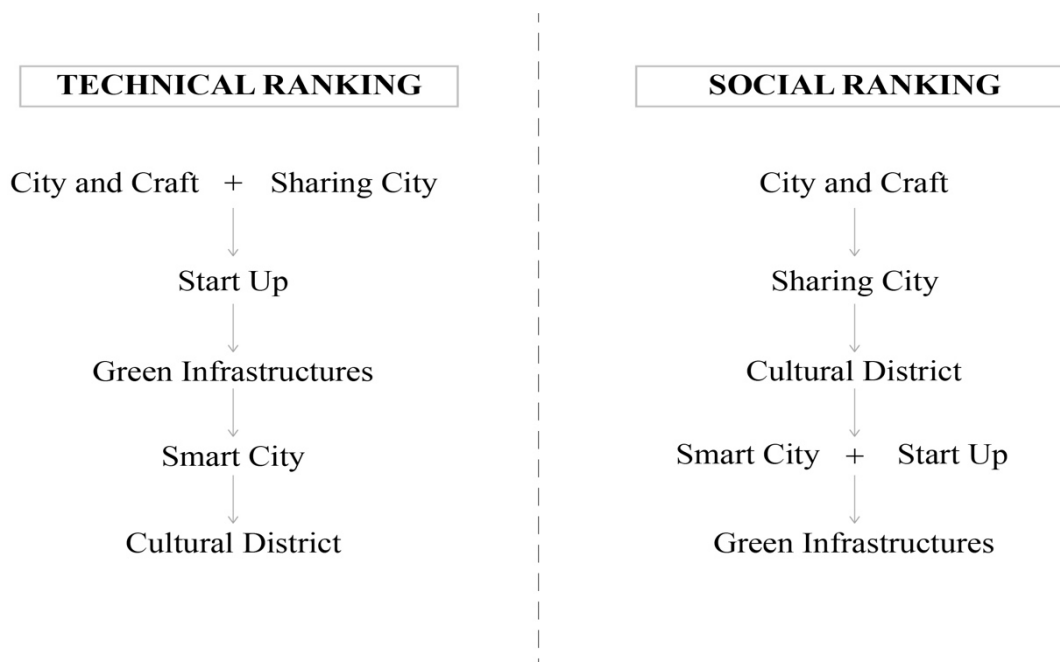 TECHNICAL RANKING
City and Craft + Sharing City
Start Up
Green Infrastructures
Smart City
Cultural District
SOCIAL RANKING
City and Craft
Sharing City
Cultural District
Smart City + Start Up
Green Infrastructures